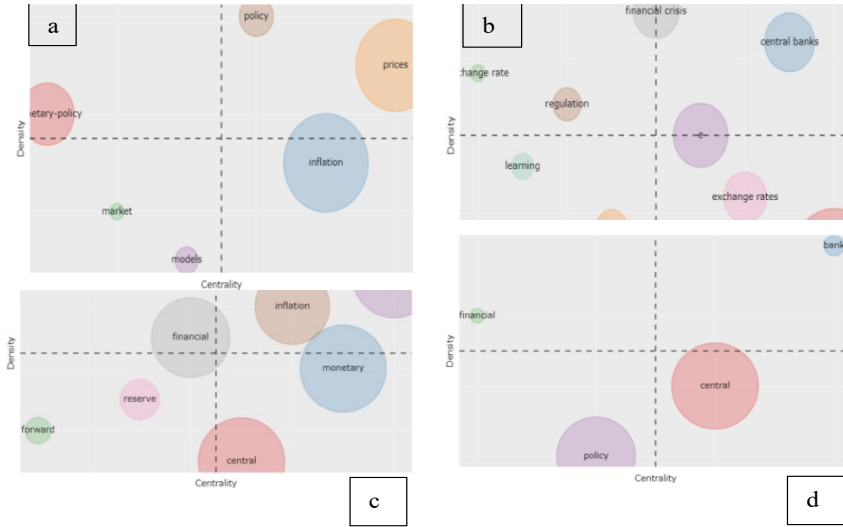 a
policy
prices
netary-policy
Density
inflation
market
models
Centrality
b
financial crisis
central banks
change rate
regulation
Density
e
learning
exchange rates
inflation
financial
Density
monetary
reserve
forward
central
Centrality
c
bank
financial
Density
central
policy
Centrality
d